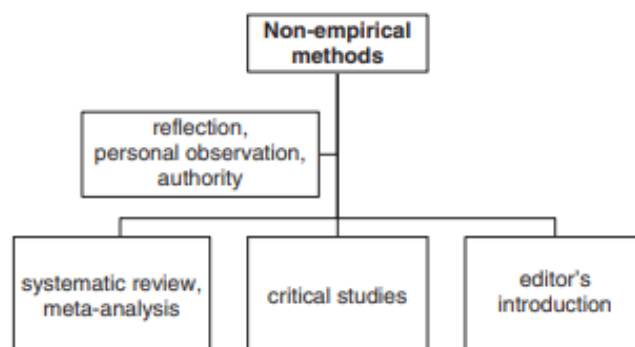 Non-empirical
methods
reflection,
personal observation,
authority
systematic review,
meta-analysis
critical studies
editor's
introduction